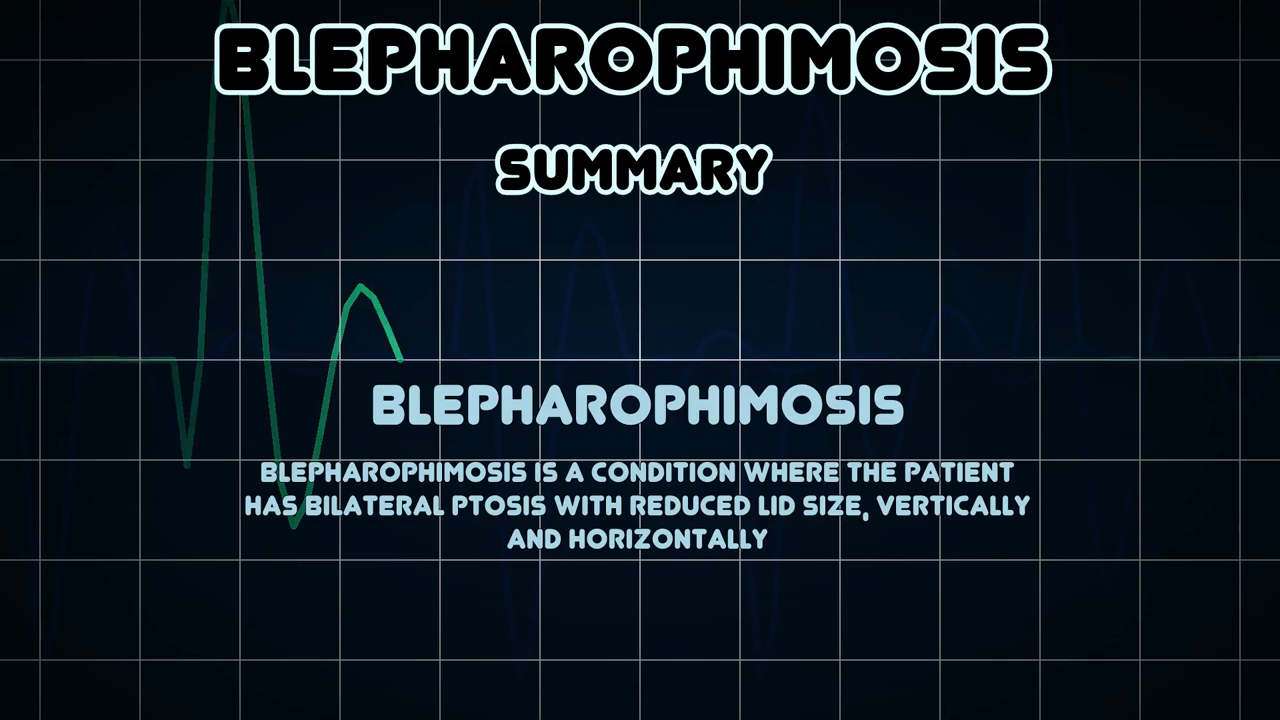 BLEPHAROPHIMOSIS
SUMMARY
BLEPHAROPHIMOSIS
BLEPHAROPHIMOSIS IS A CONDITION WHERE THE PATIENT
HAS BILATERAL PTOSIS WITH REDUCED LID SIZE, VERTICALLY
AND HORIZONTALLY